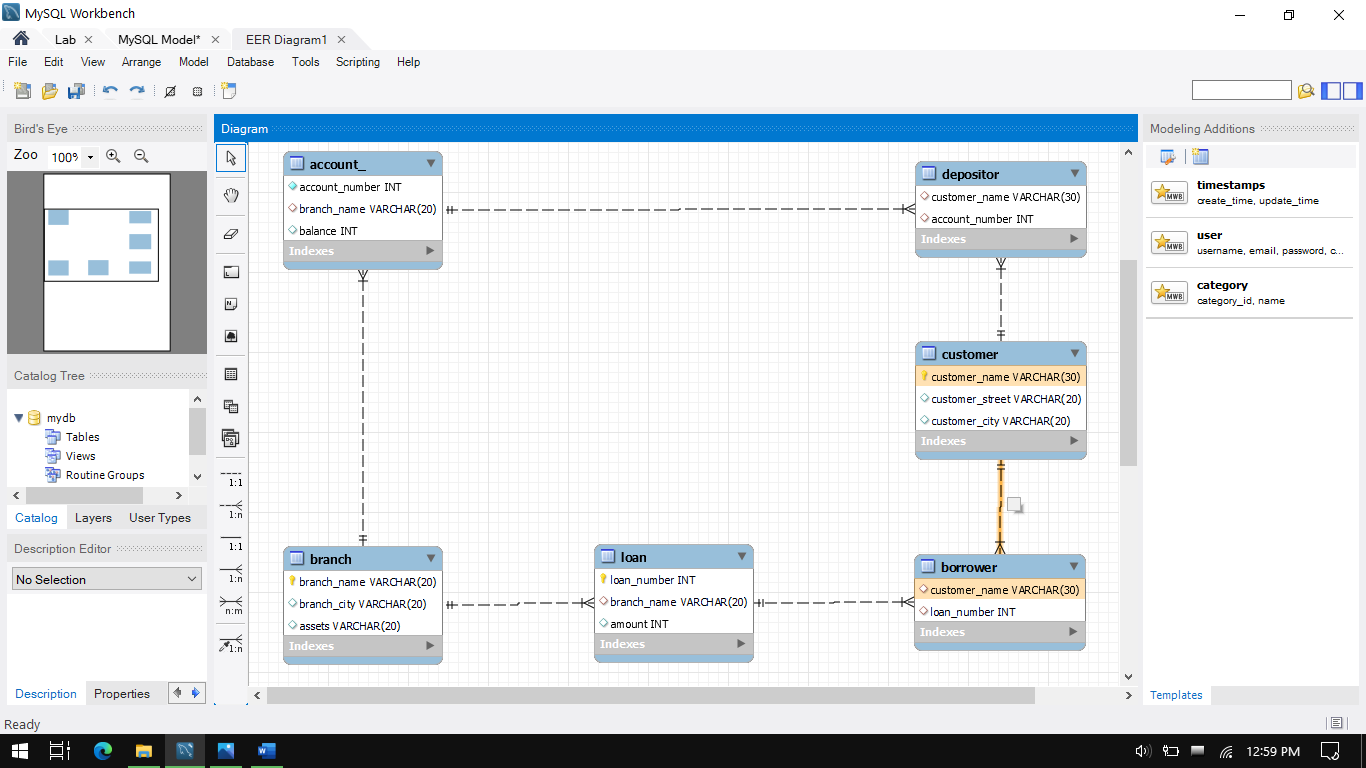 MySQL Workbench
Lab
MySQL Model*
EER Diagram1
File Edit View Arrange Model Database Tools Scripting Help
Bird's Eye
Zoo 100%
Catalog Tree
mydb
Tables
Views
Routine Groups
Catalog Layers User Types
Description Editor
No Selection
Description Properties
Diagram
1:1
1:n
1:1
1:n
n:m
1:n
account_
account_number INT
branch_name VARCHAR(20)
balance INT
Indexes
depositor
customer_name VARCHAR(30)
account_number INT
Indexes
customer
customer_name VARCHAR(30)
customer_street VARCHAR(20)
customer_city VARCHAR(20)
Indexes
branch
branch_name VARCHAR(20)
branch_city VARCHAR(20)
assets VARCHAR(20)
Indexes
loan
loan_number INT
branch_name VARCHAR(20)
amount INT
Indexes
borrower
customer_name VARCHAR(30)
loan_number INT
Indexes
Modeling Additions
MWB
timestamps
create_time, update_time
MWB
user
username, email, password, c...
MWB
category
category_id, name
Templates
Ready
12:59 PM